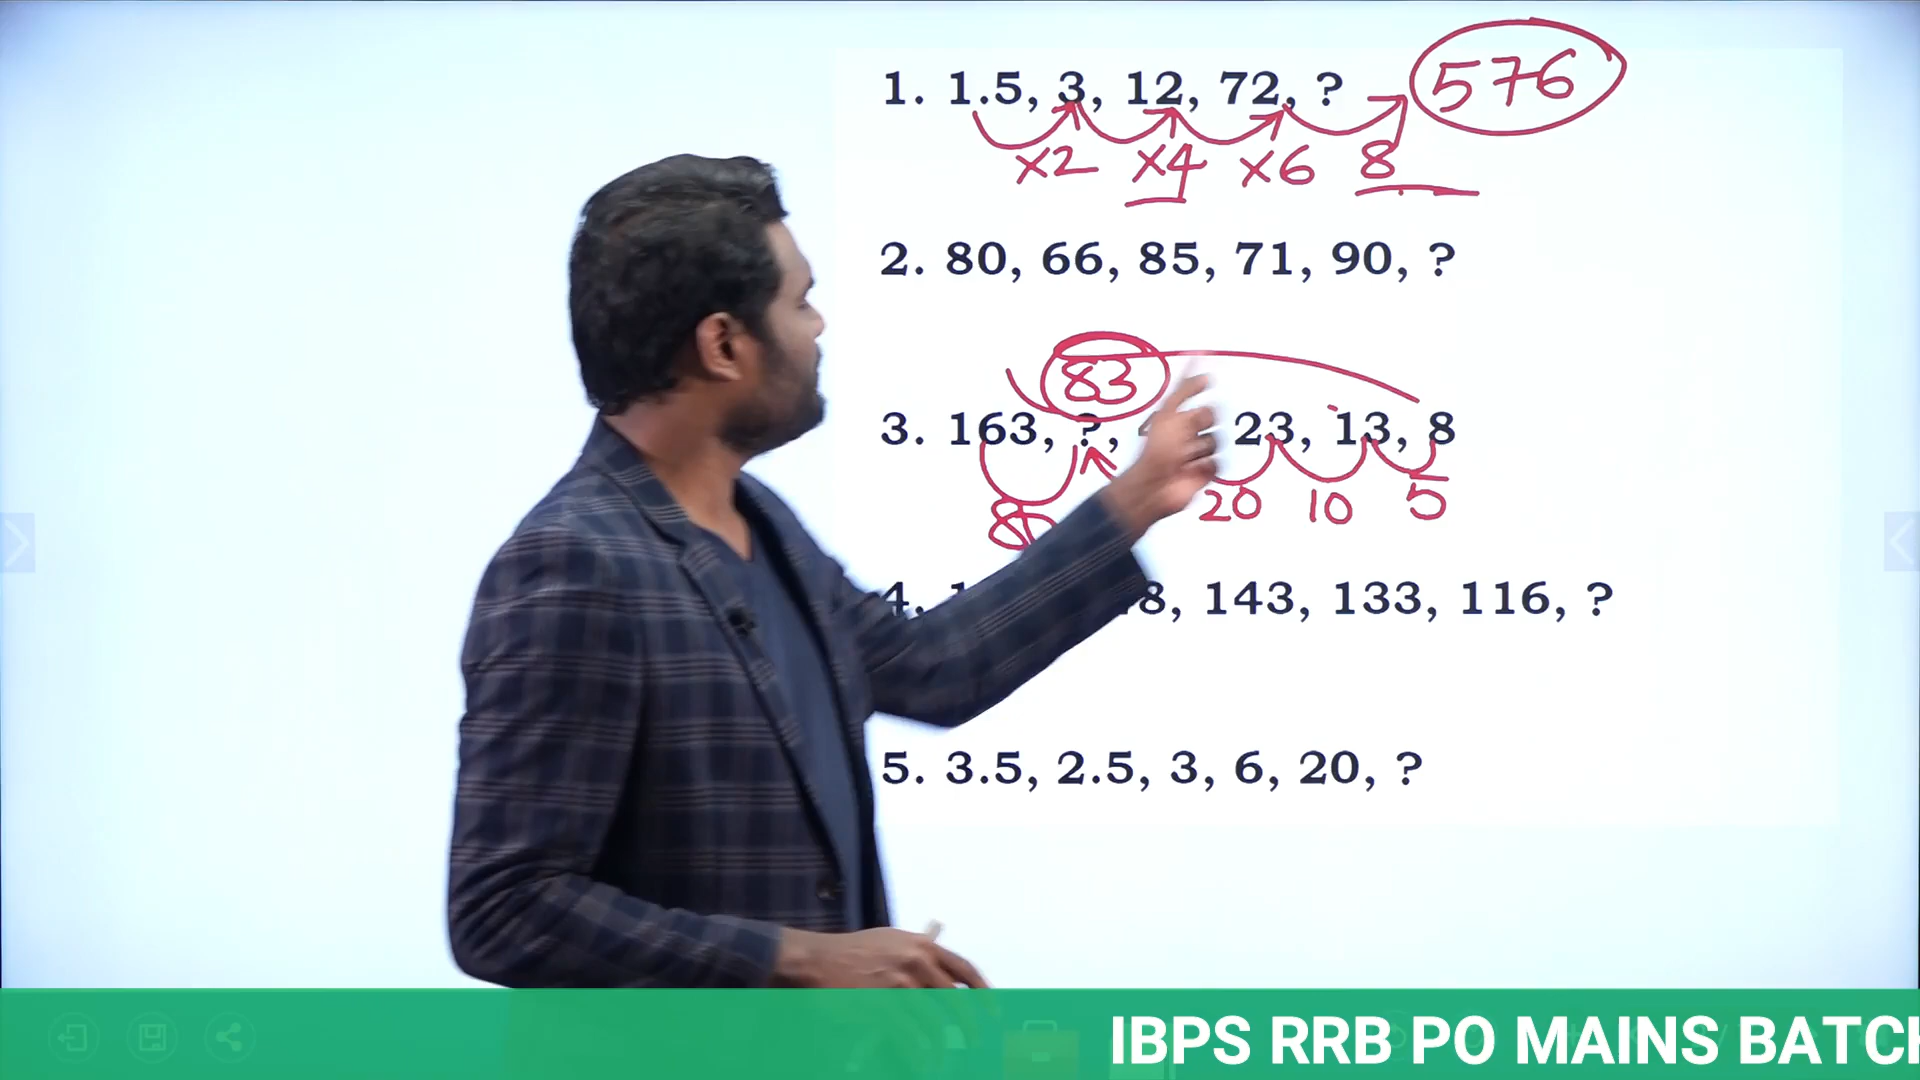 1. 1.5, 3, 12, 72, ? 576
×2 ×4 ×6 8
2. 80, 66, 85, 71, 90, ?
83
3. 163, ?, 23, 13, 8
80 20 10 5
4. 143, 133, 116, ?
5. 3.5, 2.5, 3, 6, 20, ?
IBPS RRB PO MAINS BATCH